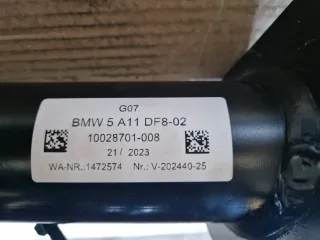 G07
BMW 5 A11 DF8-02
10028701-008
21/ 2023
WA-NR.:1472574 Nr.: V-202440-25